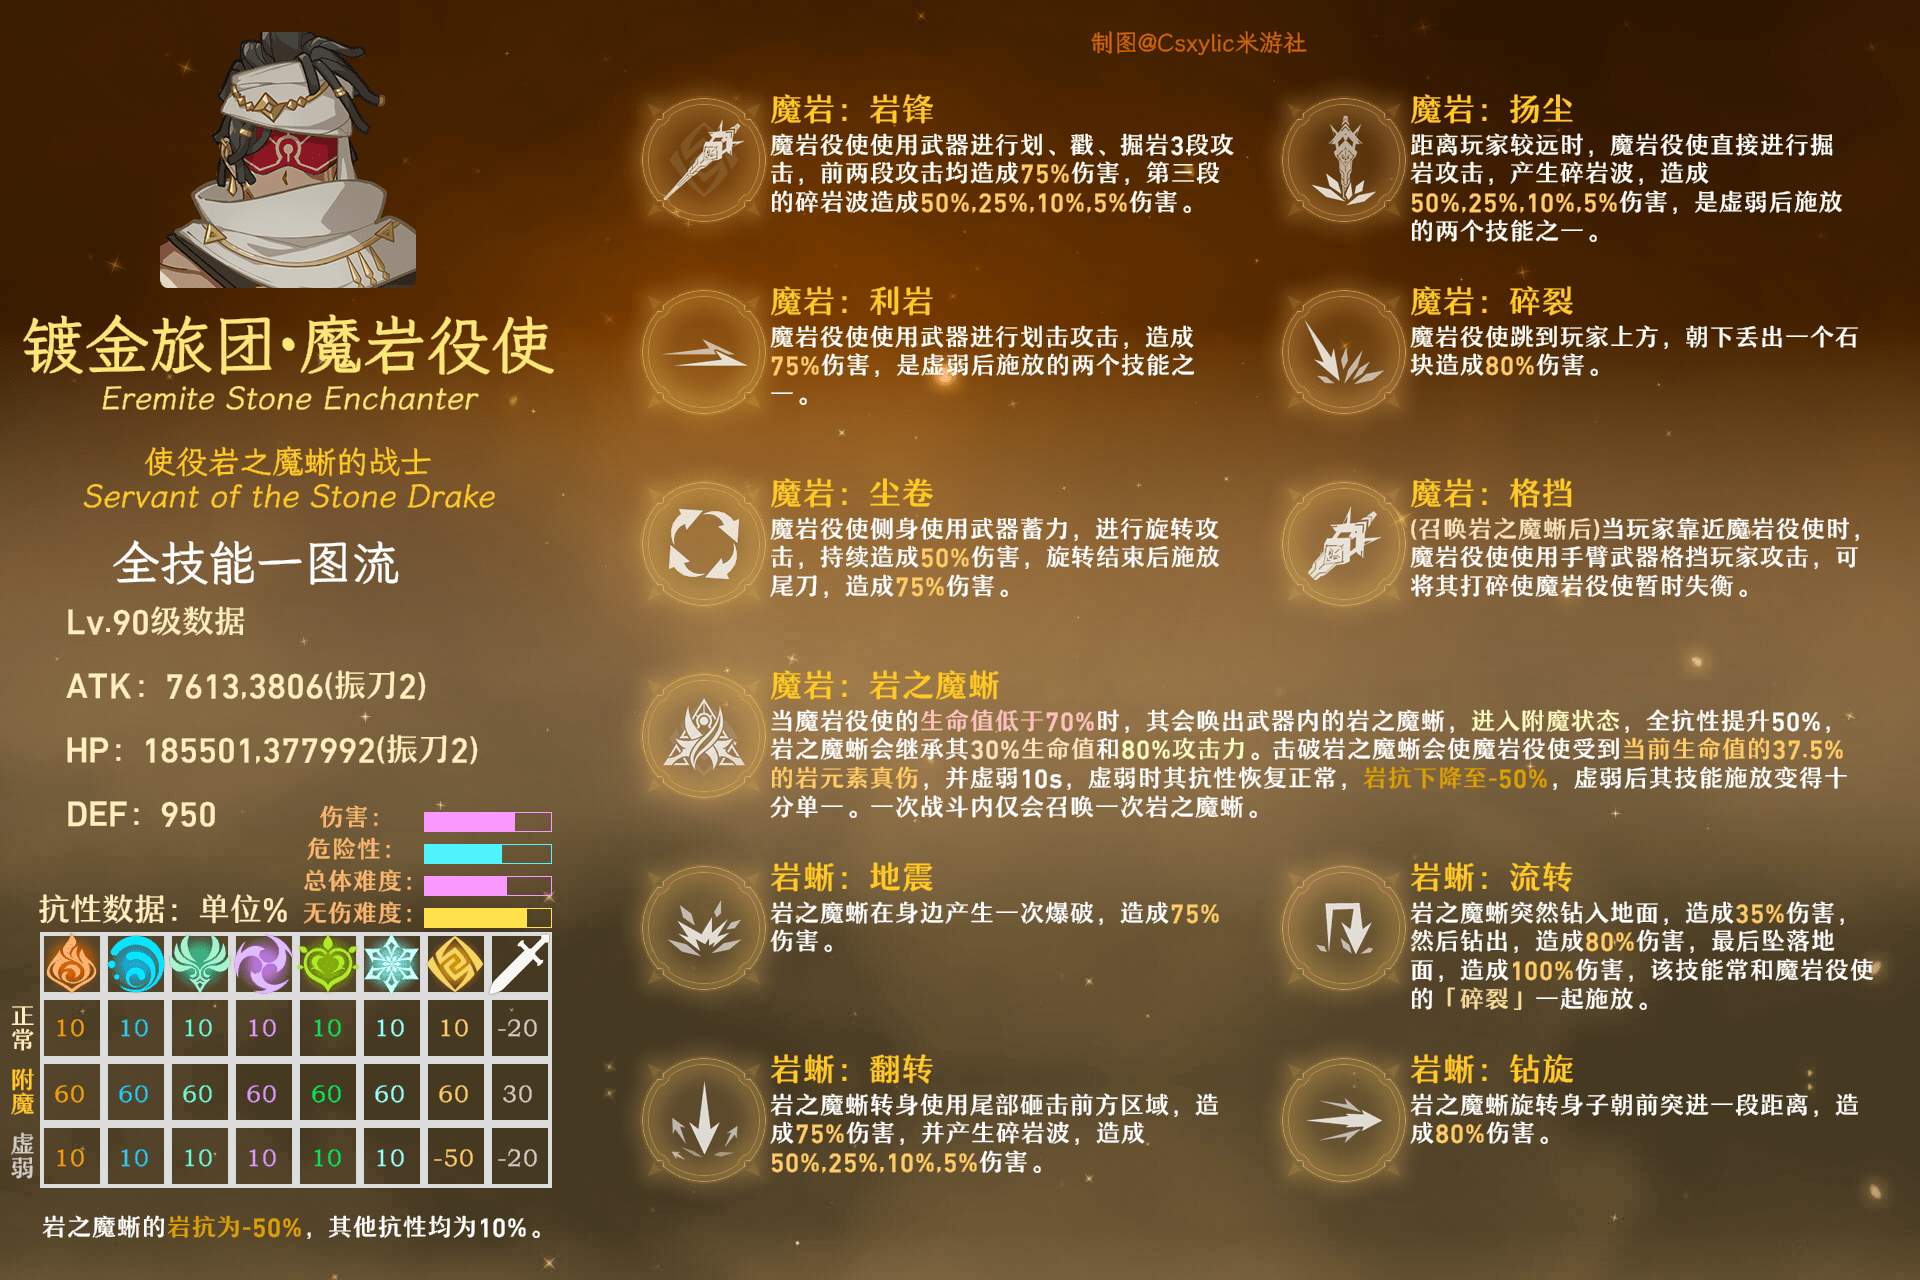 制图@Csxylic米游社
镀金旅团·魔岩役使
Eremite Stone Enchanter
使役岩之魔蜥的战士
Servant of the Stone Drake
全技能一图流
Lv.90级数据
ATK：7613,3806(振刀2)
HP：185501,377992(振刀2)
DEF：950
伤害：
危险性：
总体难度：
无伤难度：
抗性数据：单位%
正常 10 10 10 10 10 10 10 -20
附魔 60 60 60 60 60 60 60 30
虚弱 10 10 10 10 10 10 -50 -20
岩之魔蜥的岩抗为-50%，其他抗性均为10%。
魔岩：岩锋
魔岩役使使用武器进行划、戳、掘岩3段攻
击，前两段攻击均造成75%伤害，第三段
的碎岩波造成50%,25%,10%,5%伤害。
魔岩：扬尘
距离玩家较远时，魔岩役使直接进行掘
岩攻击，产生碎岩波，造成
50%,25%,10%,5%伤害，是虚弱后施放
的两个技能之一。
魔岩：利岩
魔岩役使使用武器进行划击攻击，造成
75%伤害，是虚弱后施放的两个技能之
一。
魔岩：碎裂
魔岩役使跳到玩家上方，朝下丢出一个石
块造成80%伤害。
魔岩：尘卷
魔岩役使侧身使用武器蓄力，进行旋转攻
击，持续造成50%伤害，旋转结束后施放
尾刀，造成75%伤害。
魔岩：格挡
(召唤岩之魔蜥后)当玩家靠近魔岩役使时，
魔岩役使使用手臂武器格挡玩家攻击，可
将其打碎使魔岩役使暂时失衡。
魔岩：岩之魔蜥
当魔岩役使的生命值低于70%时，其会唤出武器内的岩之魔蜥，进入附魔状态，全抗性提升50%，
岩之魔蜥会继承其30%生命值和80%攻击力。击破岩之魔蜥会使魔岩役使受到当前生命值的37.5%
的岩元素真伤，并虚弱10s，虚弱时其抗性恢复正常，岩抗下降至-50%，虚弱后其技能施放变得十
分单一。一次战斗内仅会召唤一次岩之魔蜥。
岩蜥：地震
岩之魔蜥在身边产生一次爆破，造成75%
伤害。
岩蜥：流转
岩之魔蜥突然钻入地面，造成35%伤害，
然后钻出，造成80%伤害，最后坠落地
面，造成100%伤害，该技能常和魔岩役使
的「碎裂」一起施放。
岩蜥：翻转
岩之魔蜥转身使用尾部砸击前方区域，造
成75%伤害，并产生碎岩波，造成
50%,25%,10%,5%伤害。
岩蜥：钻旋
岩之魔蜥旋转身子朝前突进一段距离，造
成80%伤害。